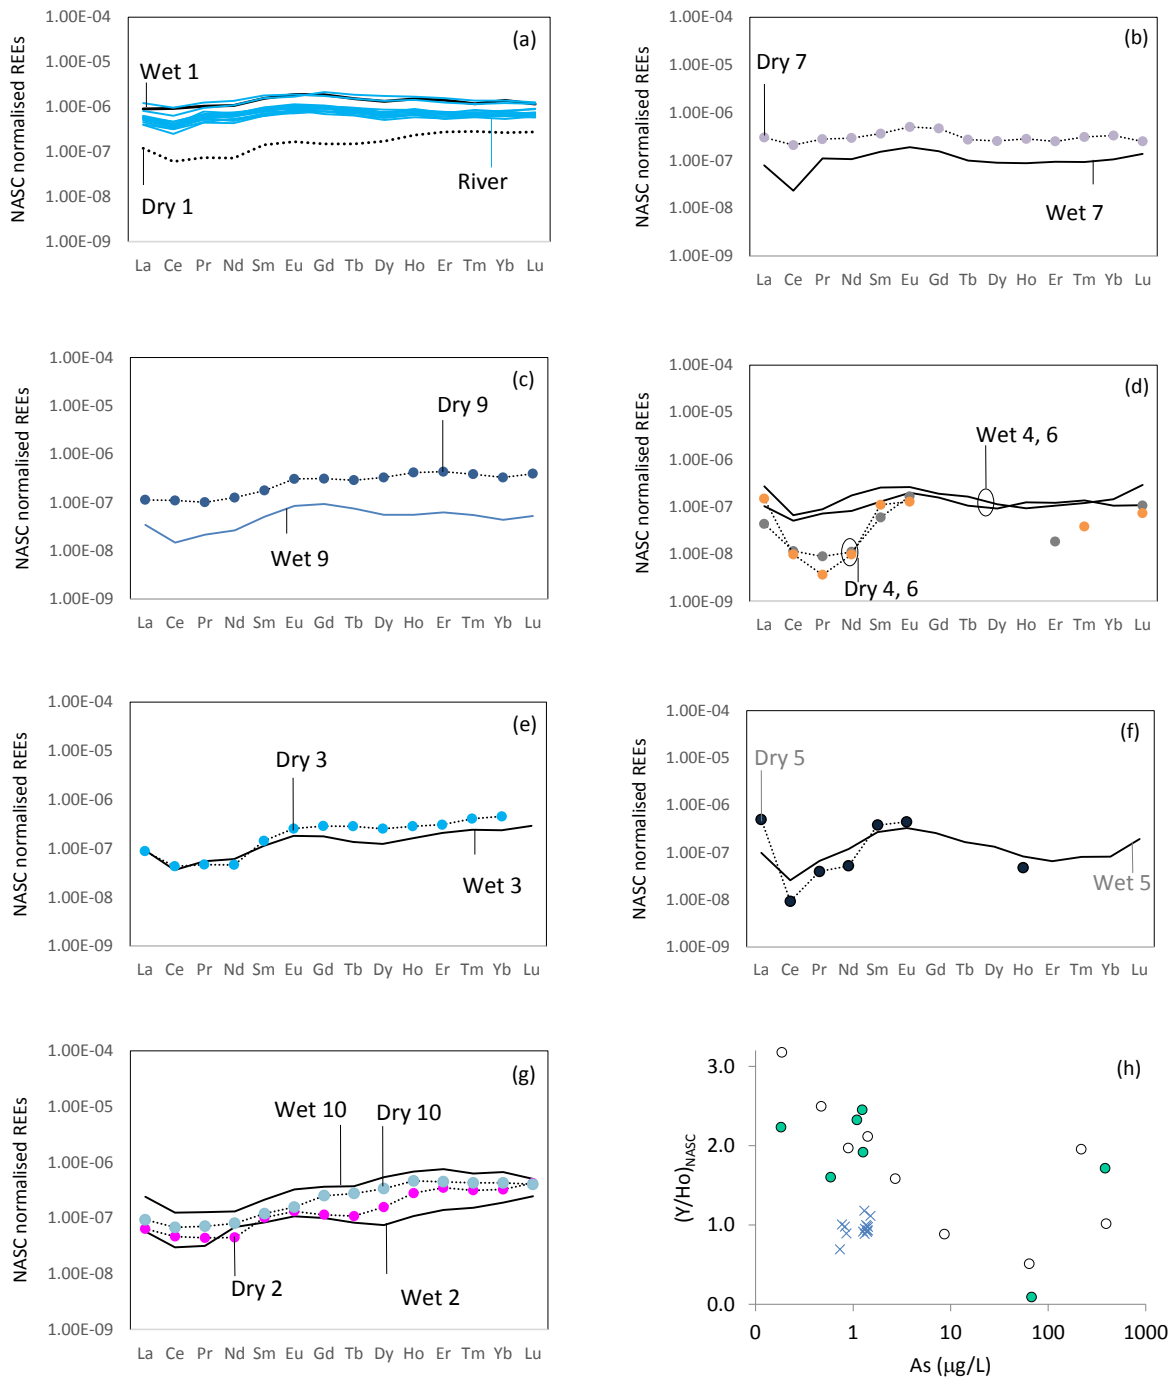 NASC normalised REEs
1.00E-04
1.00E-05
1.00E-06
1.00E-07
1.00E-08
1.00E-09
(a)
Wet 1
River
Dry 1
La Ce Pr Nd Sm Eu Gd Tb Dy Ho Er Tm Yb Lu
NASC normalised REEs
1.00E-04
1.00E-05
1.00E-06
1.00E-07
1.00E-08
1.00E-09
(b)
Dry 7
Wet 7
La Ce Pr Nd Sm Eu Gd Tb Dy Ho Er Tm Yb Lu
NASC normalised REEs
1.00E-04
1.00E-05
1.00E-06
1.00E-07
1.00E-08
1.00E-09
(c)
Dry 9
Wet 9
La Ce Pr Nd Sm Eu Gd Tb Dy Ho Er Tm Yb Lu
NASC normalised REEs
1.00E-04
1.00E-05
1.00E-06
1.00E-07
1.00E-08
1.00E-09
(d)
Wet 4, 6
Dry 4, 6
La Ce Pr Nd Sm Eu Gd Tb Dy Ho Er Tm Yb Lu
NASC normalised REEs
1.00E-04
1.00E-05
1.00E-06
1.00E-07
1.00E-08
1.00E-09
(e)
Dry 3
Wet 3
La Ce Pr Nd Sm Eu Gd Tb Dy Ho Er Tm Yb Lu
NASC normalised REEs
1.00E-04
1.00E-05
1.00E-06
1.00E-07
1.00E-08
1.00E-09
(f)
Dry 5
Wet 5
La Ce Pr Nd Sm Eu Gd Tb Dy Ho Er Tm Yb Lu
NASC normalised REEs
1.00E-04
1.00E-05
1.00E-06
1.00E-07
1.00E-08
1.00E-09
(g)
Wet 10 Dry 10
Dry 2 Wet 2
La Ce Pr Nd Sm Eu Gd Tb Dy Ho Er Tm Yb Lu
(Y/Ho)NASC
3.0
2.0
1.0
0.0
(h)
0 1 10 100 1000
As (µg/L)